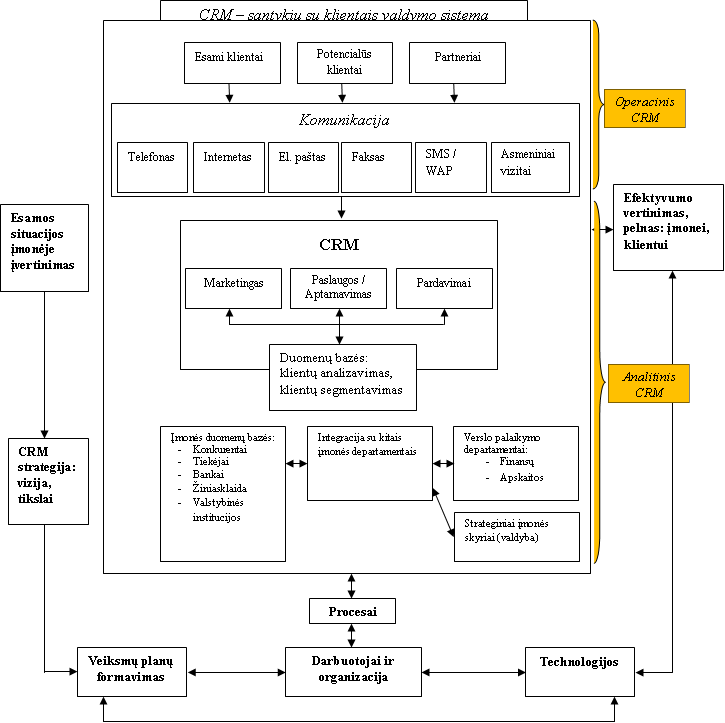 CRM – santykių su klientais valdymo sistema
Esami klientai
Potencialūs
klientai
Partneriai
Operacinis
CRM
Komunikacija
Telefonas
Internetas
El. paštas
Faksas
SMS /
WAP
Asmeniniai
vizitai
Esamos
situacijos
įmonėje
įvertinimas
Efektyvumo
vertinimas,
pelnas: įmonei,
klientui
CRM
Marketingas
Paslaugos /
Aptarnavimas
Pardavimai
Duomenų bazės:
klientų analizavimas,
klientų segmentavimas
Analitinis
CRM
CRM
strategija:
vizija,
tikslai
Įmonės duomenų bazės:
- Konkurentai
- Tiekėjai
- Bankai
- Žiniasklaida
- Valstybinės
institucijos
Integracija su kitais
įmonės departamentais
Verslo palaikymo
departamentai:
- Finansų
- Apskaitos
Strateginiai įmonės
skyriai (valdyba)
Procesai
Veiksmų planų
formavimas
Darbuotojai ir
organizacija
Technologijos